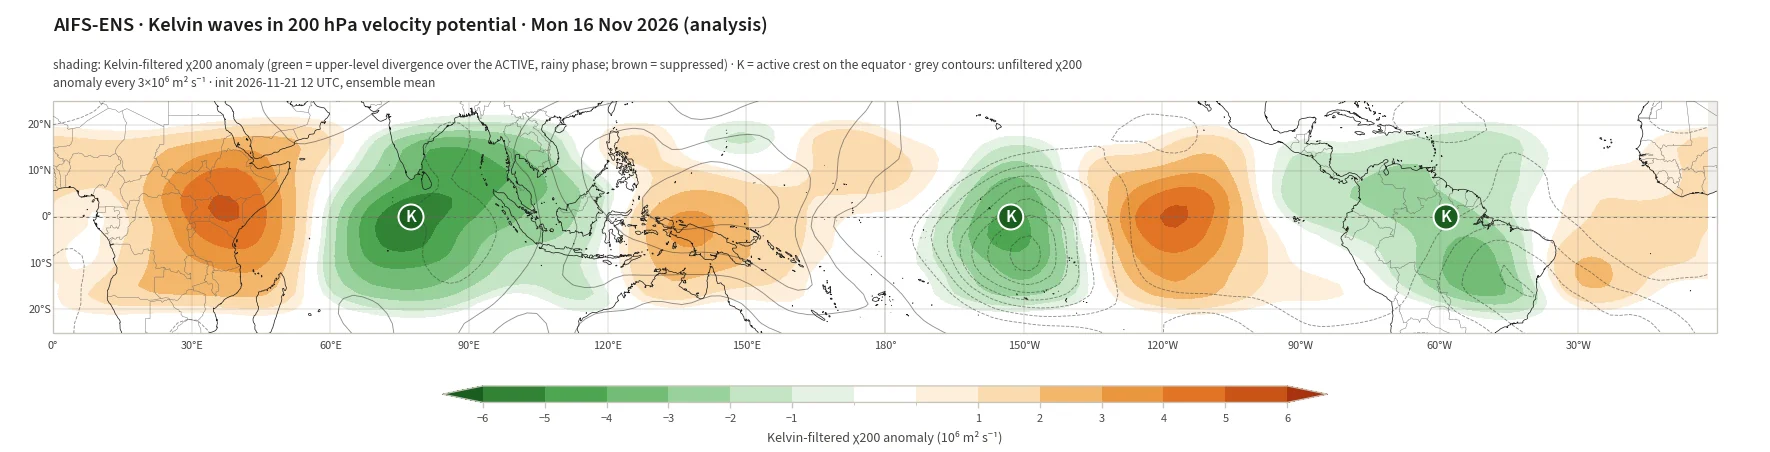 AIFS-ENS · Kelvin waves in 200 hPa velocity potential · Mon 16 Nov 2026 (analysis)
shading: Kelvin-filtered χ200 anomaly (green = upper-level divergence over the ACTIVE, rainy phase; brown = suppressed) · K = active crest on the equator · grey contours: unfiltered χ200
anomaly every 3×10⁶ m² s⁻¹ · init 2026-11-21 12 UTC, ensemble mean
20°N
10°N
0°
10°S
20°S
K K K
0° 30°E 60°E 90°E 120°E 150°E 180° 150°W 120°W 90°W 60°W 30°W
−6 −5 −4 −3 −2 −1 1 2 3 4 5 6
Kelvin-filtered χ200 anomaly (10⁶ m² s⁻¹)